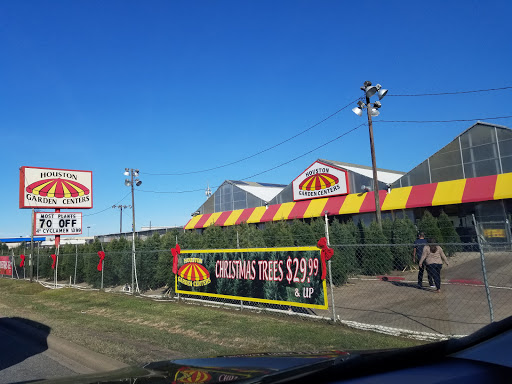 HOUSTON
GARDEN CENTERS
MOST PLANTS
70 OFF
CYCLAMEN 1299
HOUSTON
GARDEN CENTERS
HOUSTON
GARDEN CENTERS
CHRISTMAS TREES $29.99
& UP